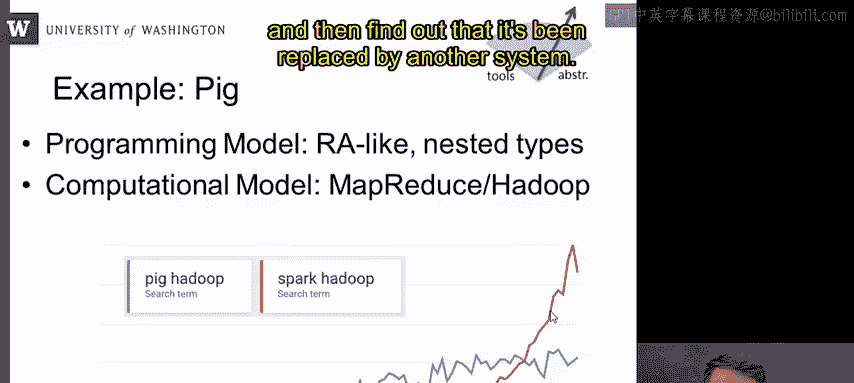 W UNIVERSITY of WASHINGTON
and then find out that it's been
replaced by another system.
中英字幕课程资源@bilibili.com
tools
abstr.
Example: Pig
• Programming Model: RA-like, nested types
• Computational Model: MapReduce/Hadoop
pig hadoop
Search term
spark hadoop
Search term